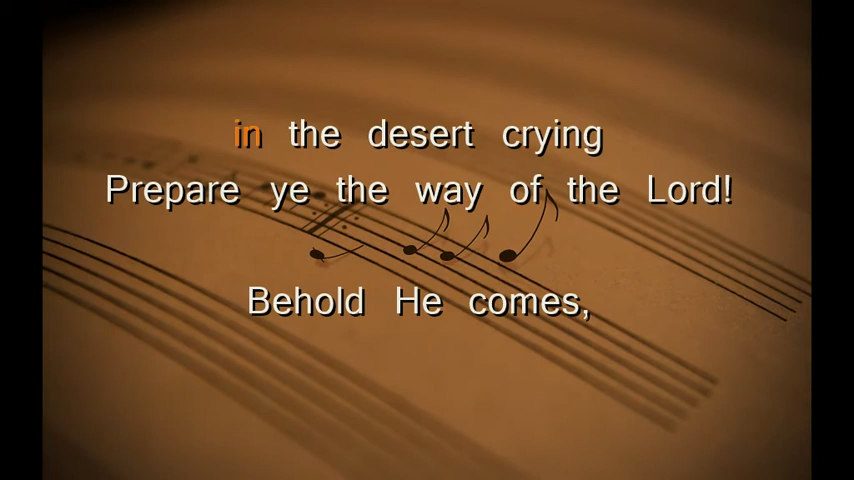 in the desert crying
Prepare ye the way of the Lord!
Behold He comes,